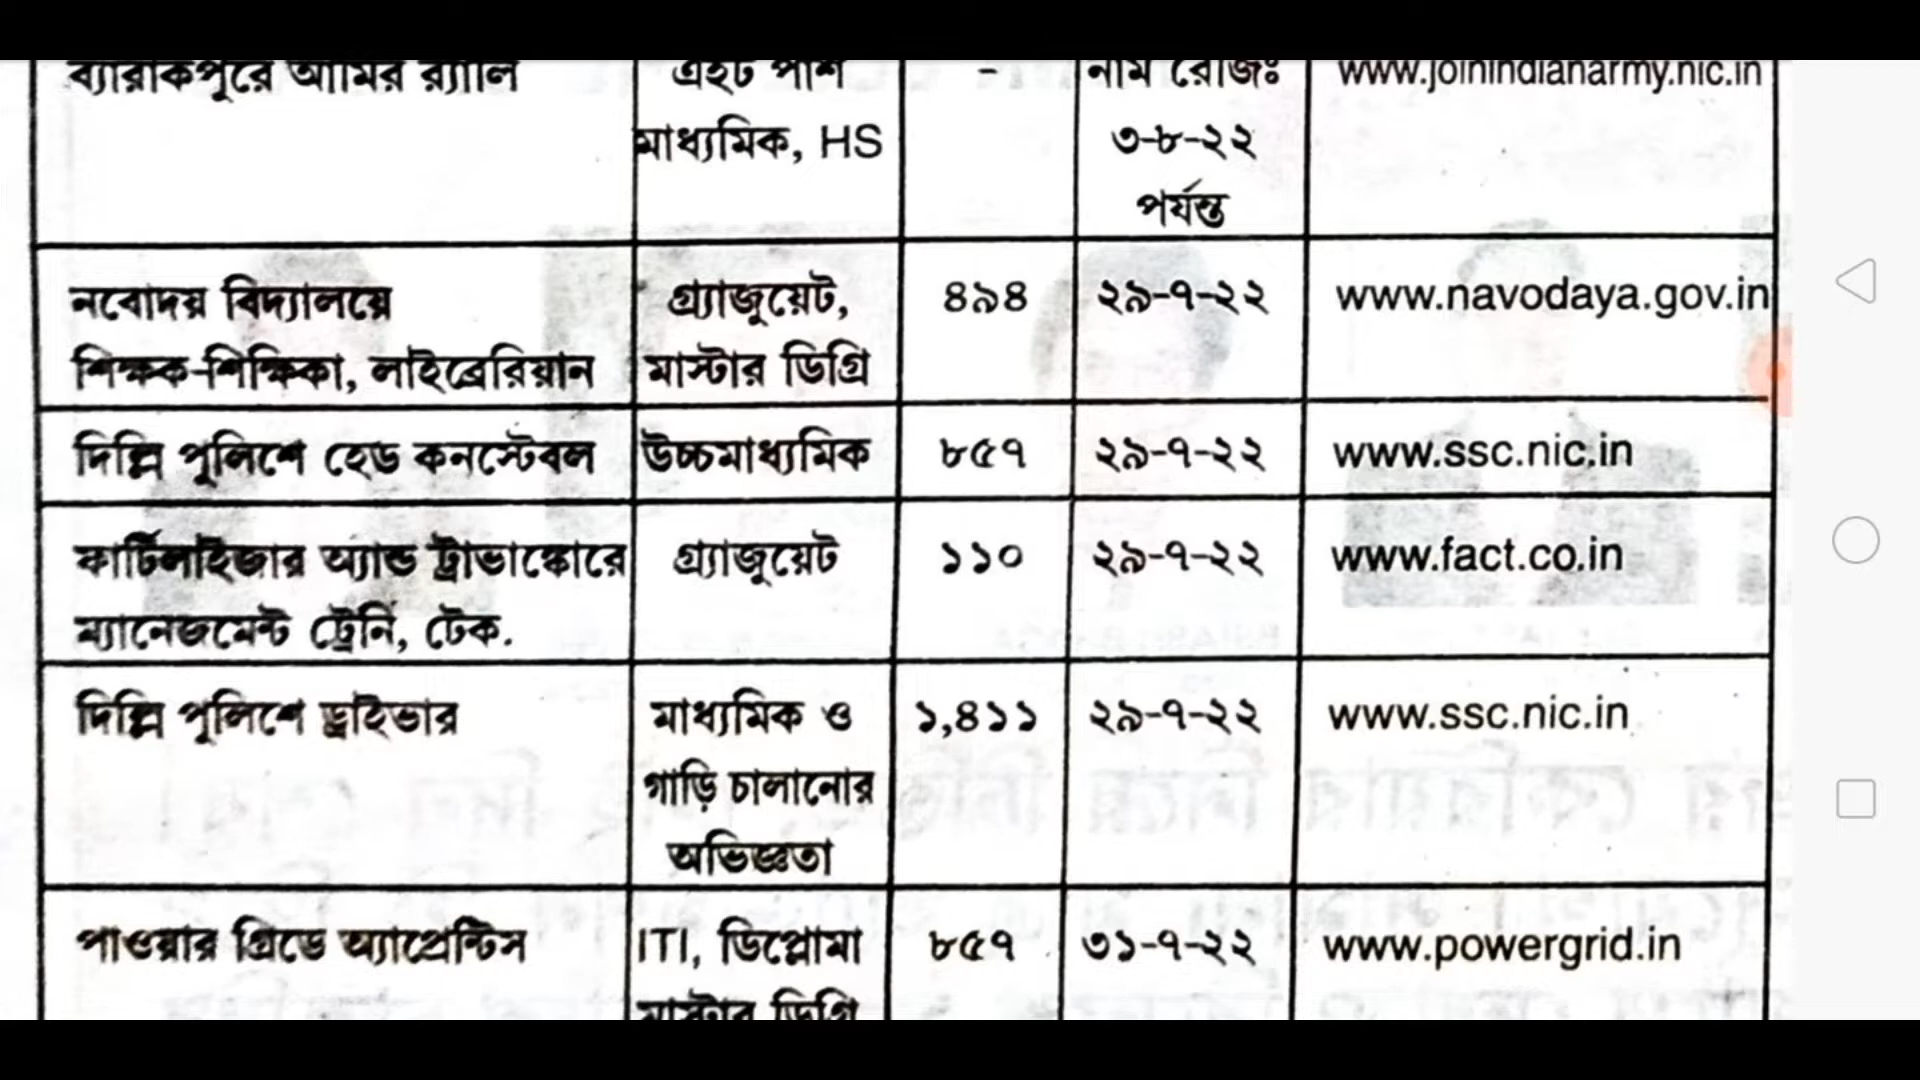 ব্যারাকপুরে আর্মির র‍্যালি এইট পাশ - নাম রেজিঃ www.joinindianarmy.nic.in
মাধ্যমিক, HS ৩-৮-২২
পর্যন্ত
নবোদয় বিদ্যালয়ে গ্র্যাজুয়েট, ৪৯৪ ২৯-৭-২২ www.navodaya.gov.in
শিক্ষক-শিক্ষিকা, লাইব্রেরিয়ান মাস্টার ডিগ্রি
দিল্লি পুলিশে হেড কনস্টেবল উচ্চমাধ্যমিক ৮৫৭ ২৯-৭-২২ www.ssc.nic.in
ফার্টিলাইজার অ্যান্ড ট্রাভাঙ্কোরে গ্র্যাজুয়েট ১১০ ২৯-৭-২২ www.fact.co.in
ম্যানেজমেন্ট ট্রেনি, টেক.
দিল্লি পুলিশে ড্রাইভার মাধ্যমিক ও ১,৪১১ ২৯-৭-২২ www.ssc.nic.in
গাড়ি চালানোর
অভিজ্ঞতা
পাওয়ার গ্রিডে অ্যাপ্রেন্টিস ITI, ডিপ্লোমা ৮৫৭ ৩১-৭-২২ www.powergrid.in
মাস্টার ডিগ্রি